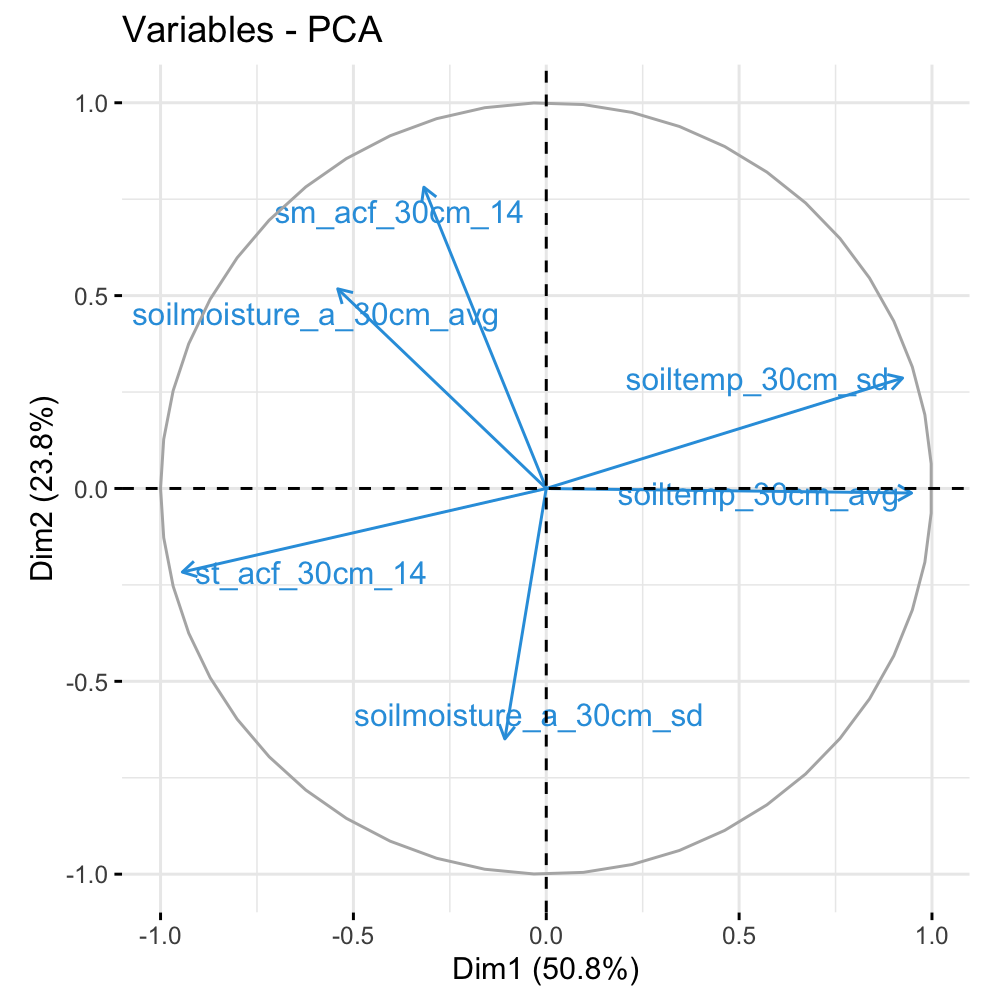 Variables - PCA
1.0
sm_acf_30cm_14
0.5
soilmoisture_a_30cm_avg
soiltemp_30cm_sd
Dim2 (23.8%)
0.0
soiltemp_30cm_avg
st_acf_30cm_14
-0.5
soilmoisture_a_30cm_sd
-1.0
-1.0 -0.5 0.0 0.5 1.0
Dim1 (50.8%)